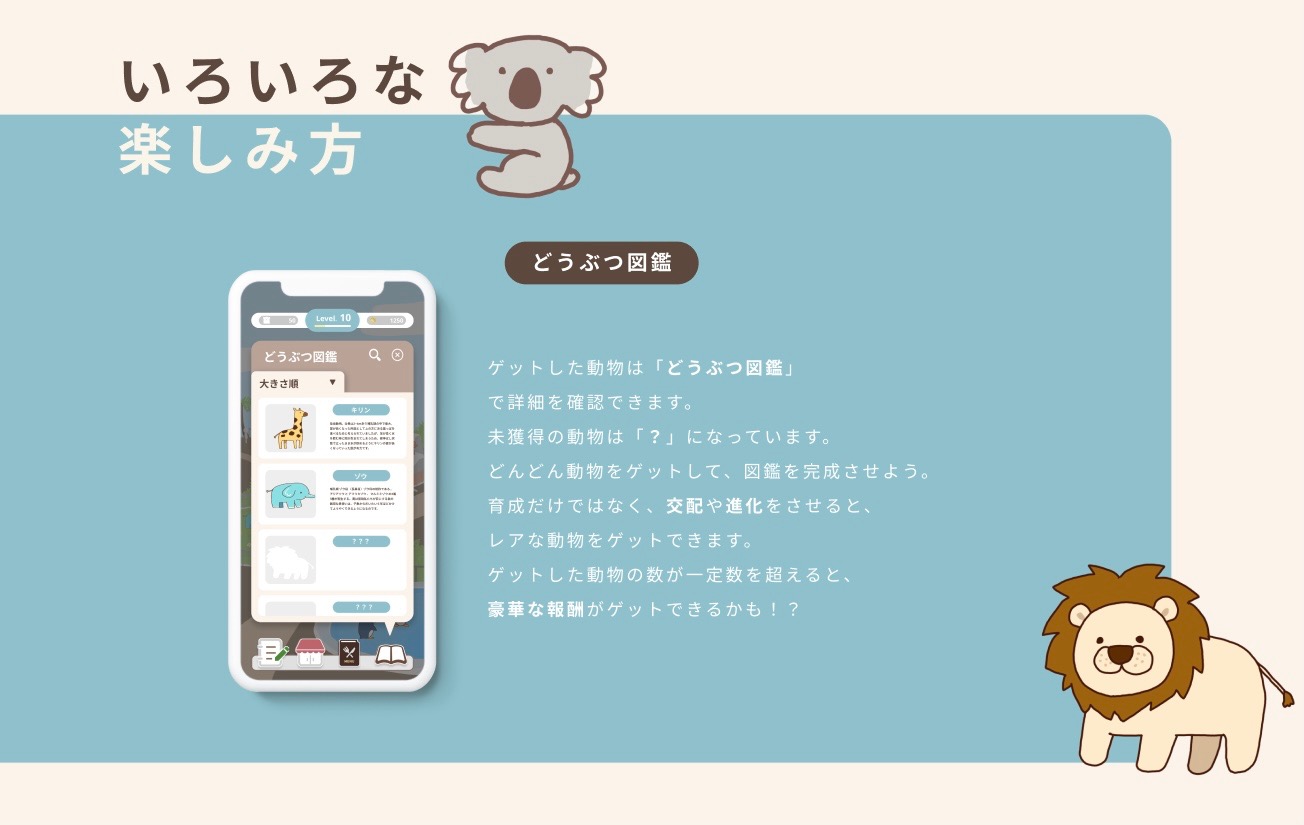 いろいろな
楽しみ方
どうぶつ図鑑
ゲットした動物は「どうぶつ図鑑」
で詳細を確認できます。
未獲得の動物は「？」になっています。
どんどん動物をゲットして、図鑑を完成させよう。
育成だけではなく、交配や進化をさせると、
レアな動物をゲットできます。
ゲットした動物の数が一定数を超えると、
豪華な報酬がゲットできるかも！？
50
Level. 10
1250
どうぶつ図鑑
大きさ順 ▼
キリン
ゾウ
？？？
？？？
MENU